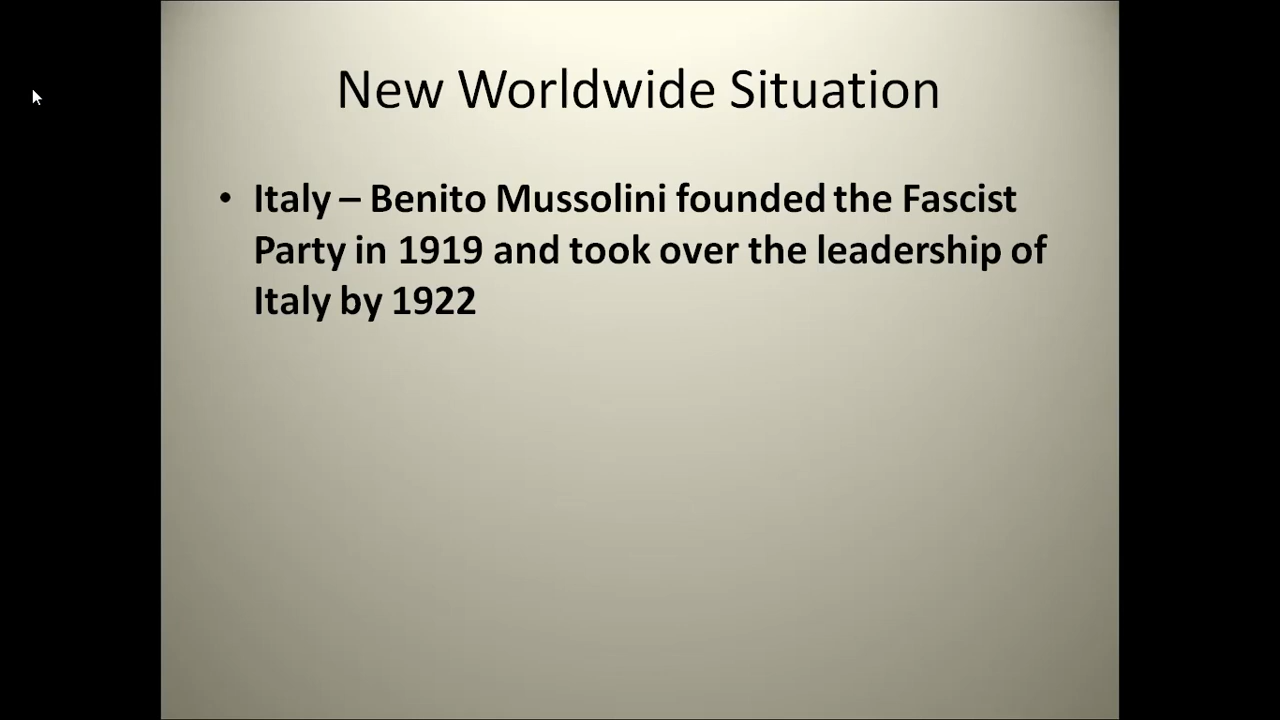 New Worldwide Situation
• Italy – Benito Mussolini founded the Fascist
Party in 1919 and took over the leadership of
Italy by 1922